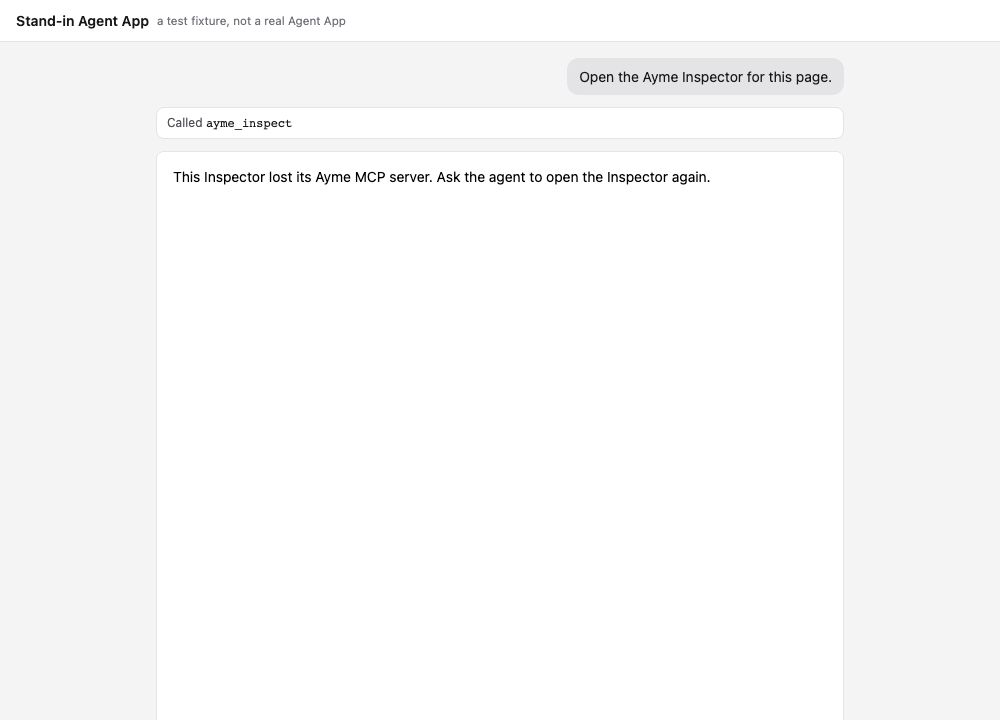 Stand-in Agent App a test fixture, not a real Agent App
Open the Ayme Inspector for this page.
Called ayme_inspect
This Inspector lost its Ayme MCP server. Ask the agent to open the Inspector again.